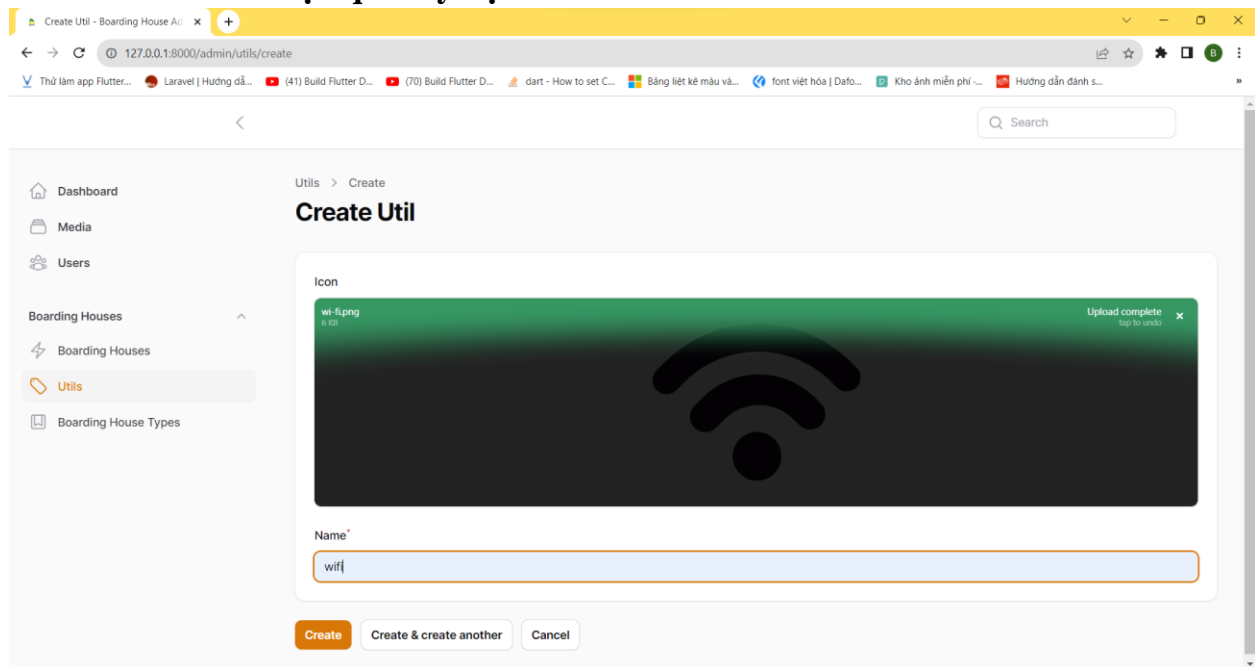 Create Util - Boarding House Ad
127.0.0.1:8000/admin/utils/create
B
Thử làm app Flutter...
Laravel | Hướng dẫ...
(41) Build Flutter D...
(70) Build Flutter D...
dart - How to set C...
Bảng liệt kê màu và...
font việt hóa | Dafo...
Kho ảnh miễn phí -...
Hướng dẫn đánh s...
»
Search
Dashboard
Media
Users
Boarding Houses
Boarding Houses
Utils
Boarding House Types
Utils > Create
Create Util
Icon
wi-fi.png
6 KB
Upload complete
tap to undo
Name*
wifi
Create
Create & create another
Cancel